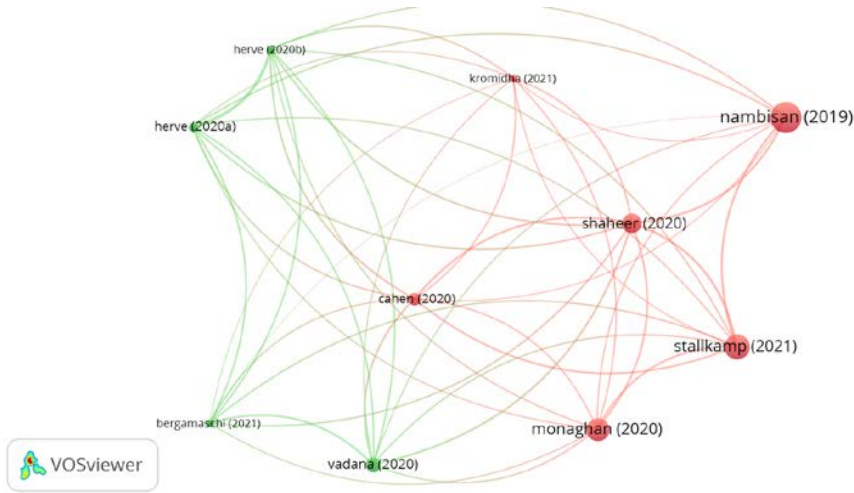 herve (2020b)
kromidha (2021)
nambisan (2019)
herve (2020a)
shaheer (2020)
cahen (2020)
stallkamp (2021)
bergamaschi (2021)
monaghan (2020)
vadana (2020)
VOSviewer